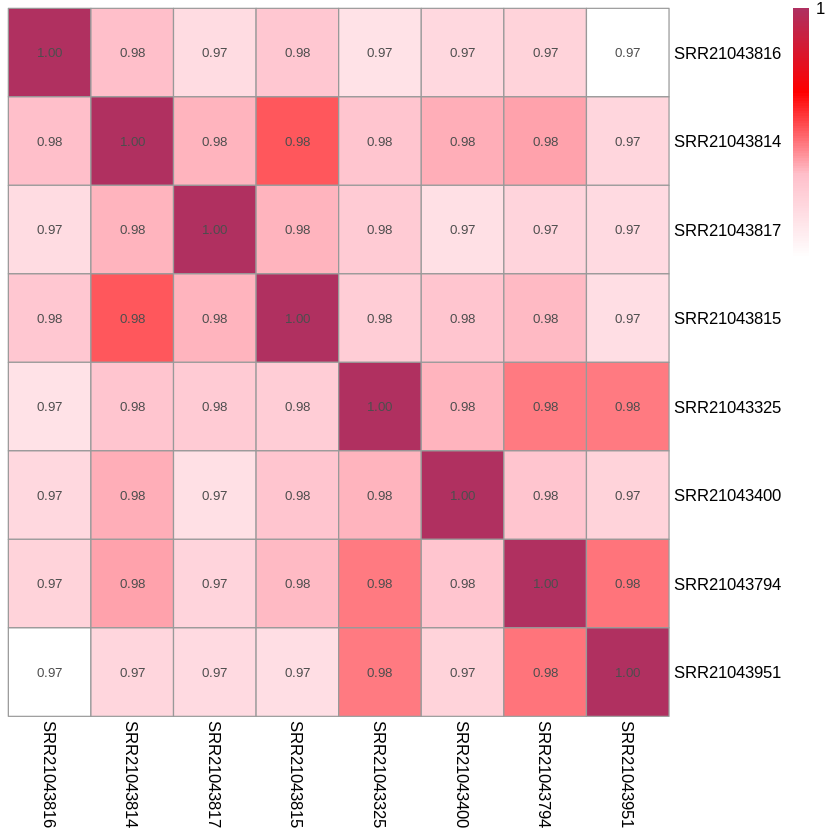 1
1.00 0.98 0.97 0.98 0.97 0.97 0.97 0.97 SRR21043816
0.98 1.00 0.98 0.98 0.98 0.98 0.98 0.97 SRR21043814
0.97 0.98 1.00 0.98 0.98 0.97 0.97 0.97 SRR21043817
0.98 0.98 0.98 1.00 0.98 0.98 0.98 0.97 SRR21043815
0.97 0.98 0.98 0.98 1.00 0.98 0.98 0.98 SRR21043325
0.97 0.98 0.97 0.98 0.98 1.00 0.98 0.97 SRR21043400
0.97 0.98 0.97 0.98 0.98 0.98 1.00 0.98 SRR21043794
0.97 0.97 0.97 0.97 0.98 0.97 0.98 1.00 SRR21043951
SRR21043816
SRR21043814
SRR21043817
SRR21043815
SRR21043325
SRR21043400
SRR21043794
SRR21043951